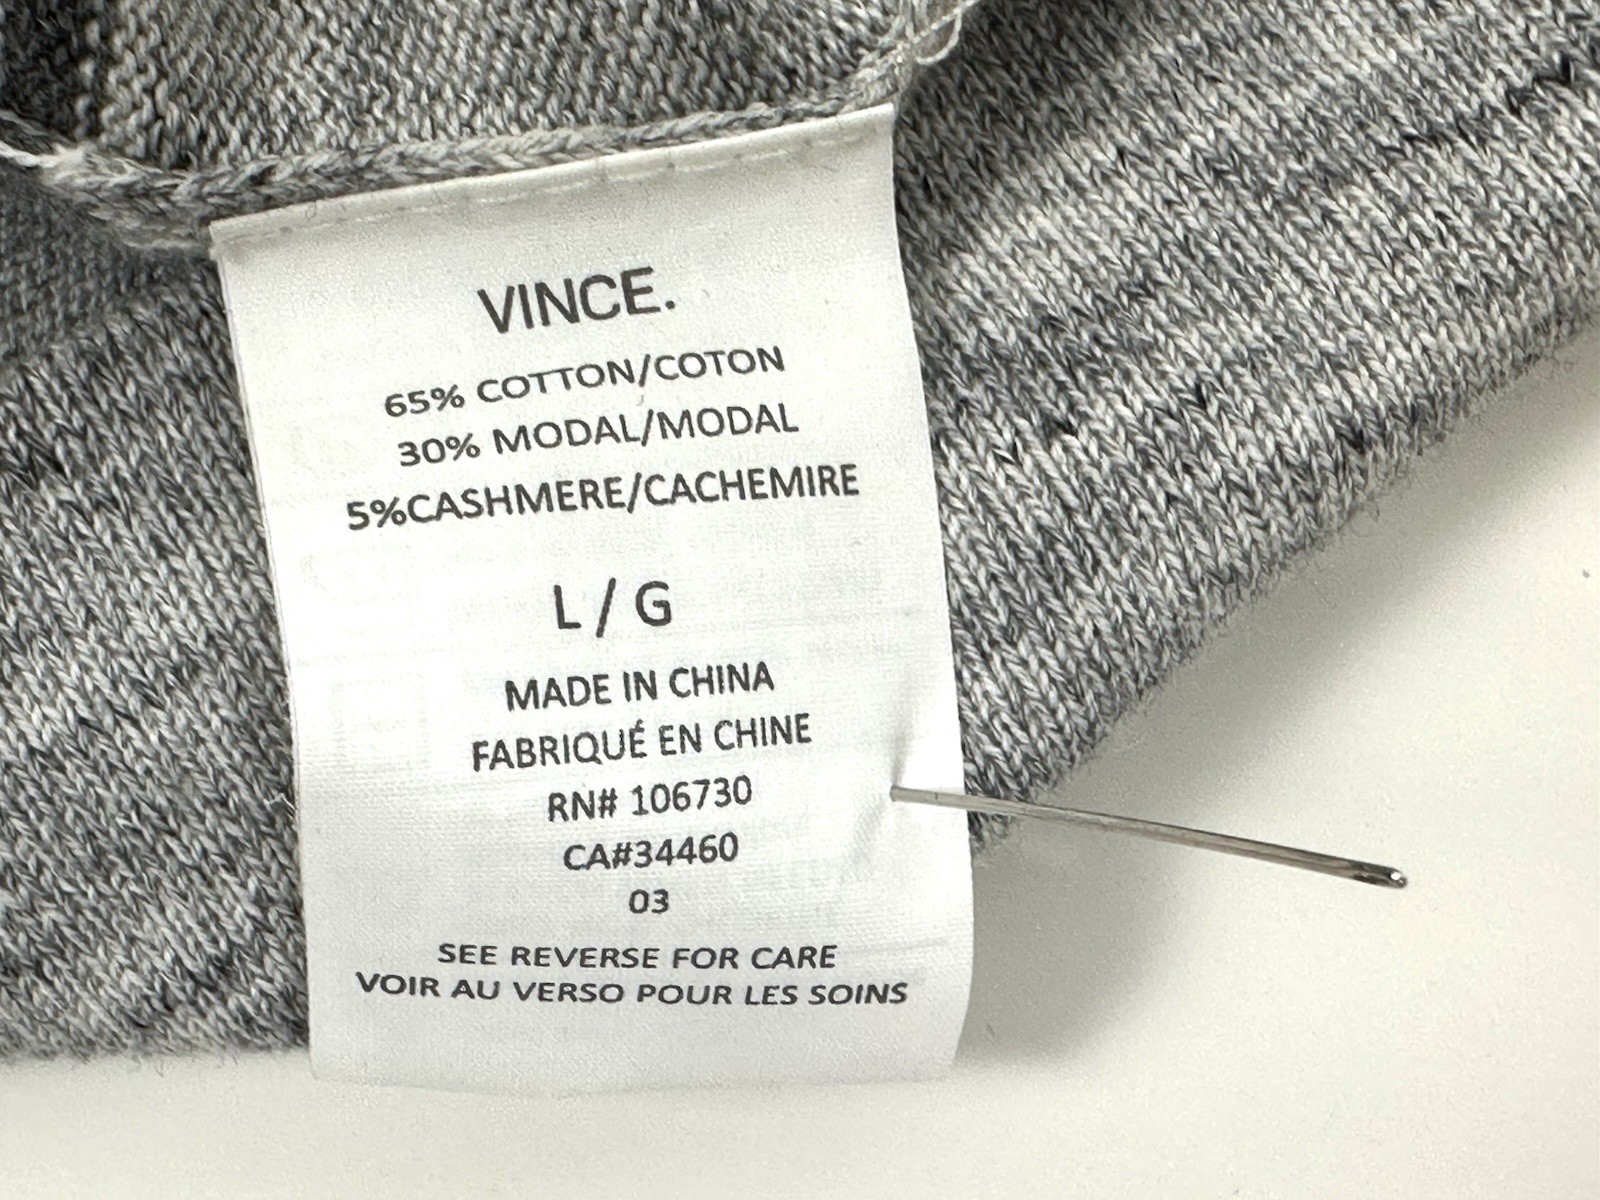 VINCE.
65% COTTON/COTON
30% MODAL/MODAL
5%CASHMERE/CACHEMIRE
L / G
MADE IN CHINA
FABRIQUÉ EN CHINE
RN# 106730
CA#34460
03
SEE REVERSE FOR CARE
VOIR AU VERSO POUR LES SOINS